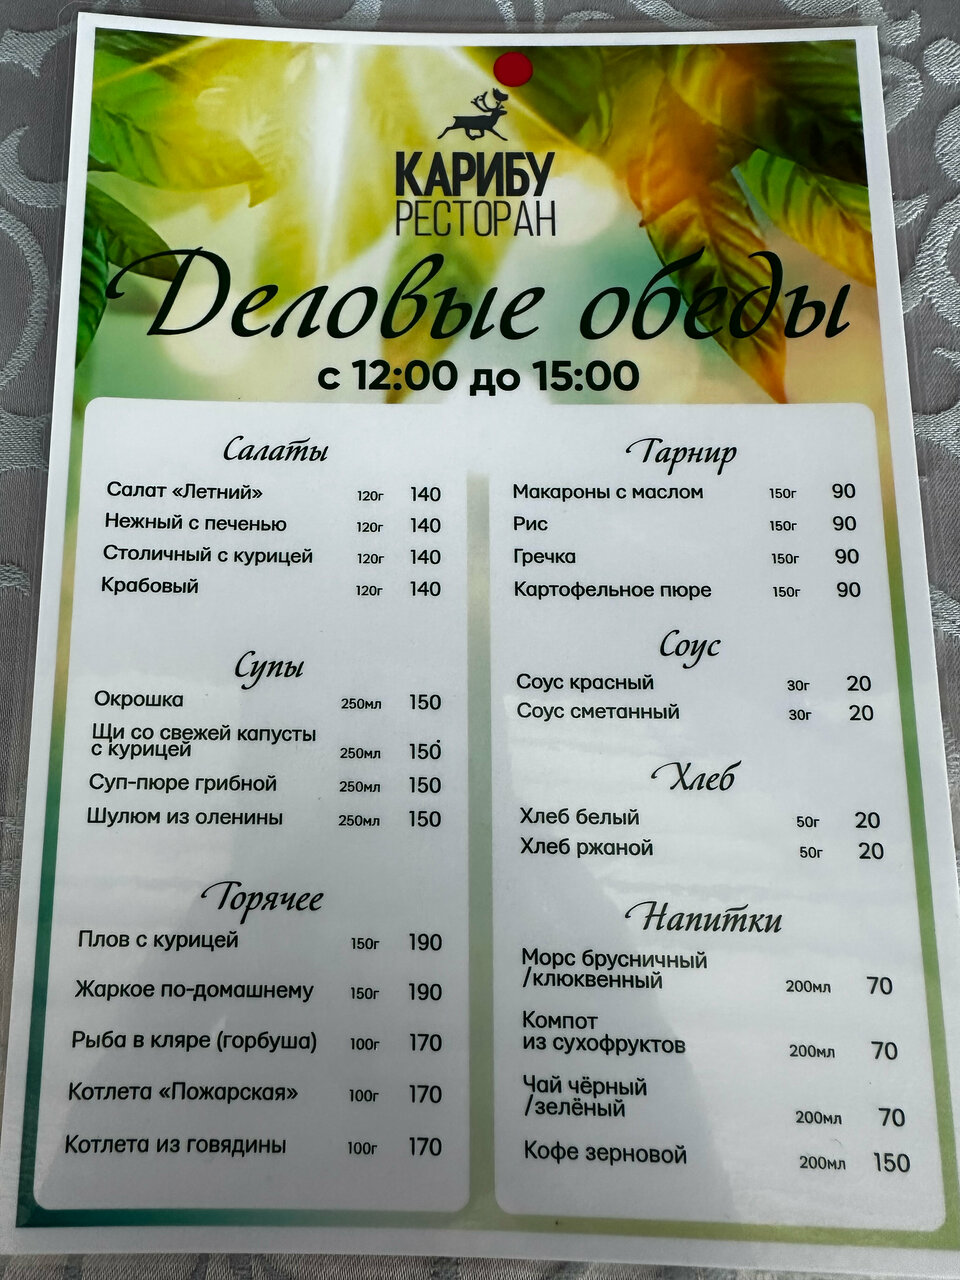 КАРИБУ
РЕСТОРАН
Деловые обеды
с 12:00 до 15:00
Салаты
Салат «Летний» 120г 140
Нежный с печенью 120г 140
Столичный с курицей 120г 140
Крабовый 120г 140
Супы
Окрошка 250мл 150
Щи со свежей капусты
с курицей 250мл 150
Суп-пюре грибной 250мл 150
Шулюм из оленины 250мл 150
Горячее
Плов с курицей 150г 190
Жаркое по-домашнему 150г 190
Рыба в кляре (горбуша) 100г 170
Котлета «Пожарская» 100г 170
Котлета из говядины 100г 170
Гарнир
Макароны с маслом 150г 90
Рис 150г 90
Гречка 150г 90
Картофельное пюре 150г 90
Соус
Соус красный 30г 20
Соус сметанный 30г 20
Хлеб
Хлеб белый 50г 20
Хлеб ржаной 50г 20
Напитки
Морс брусничный
/клюквенный 200мл 70
Компот
из сухофруктов 200мл 70
Чай чёрный
/зелёный 200мл 70
Кофе зерновой 200мл 150